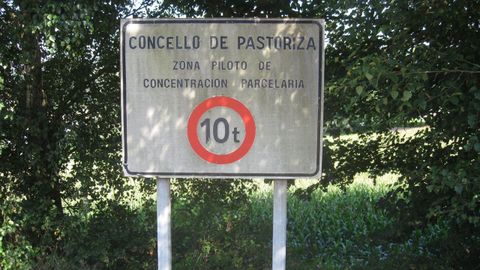 CONCELLO DE PASTORIZA
ZONA PILOTO DE
CONCENTRACION PARCELARIA
10t